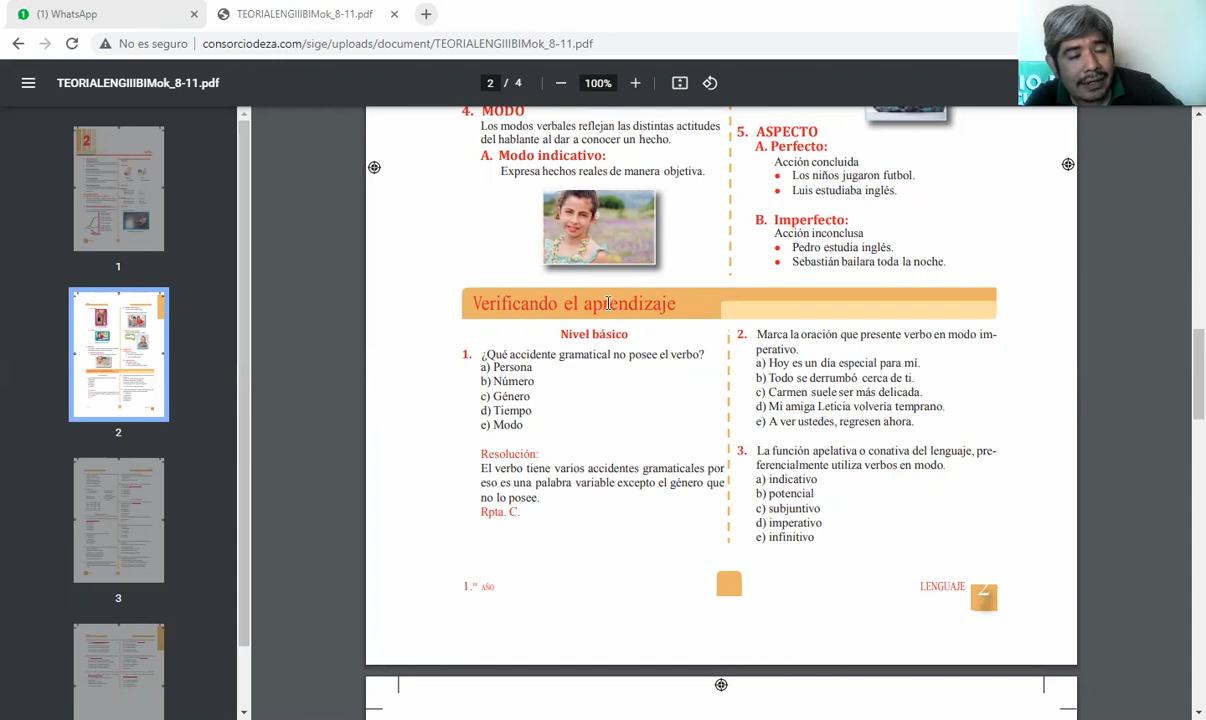 (1) WhatsApp
TEORIALENGIIIBIMok_8-11.pdf
No es seguro
consorciodeza.com/sige/uploads/document/TEORIALENGIIIBIMok_8-11.pdf
TEORIALENGIIIBIMok_8-11.pdf
2 / 4
100%
4. MODO
Los modos verbales reflejan las distintas actitudes
del hablante al dar a conocer un hecho.
A. Modo indicativo:
Expresa hechos reales de manera objetiva.
5. ASPECTO
A. Perfecto:
Acción concluida
• Los niños jugaron futbol.
• Luis estudiaba inglés.
B. Imperfecto:
Acción inconclusa
• Pedro estudia inglés.
• Sebastián bailara toda la noche.
Verificando el aprendizaje
Nivel básico
1. ¿Qué accidente gramatical no posee el verbo?
a) Persona
b) Número
c) Género
d) Tiempo
e) Modo
Resolución:
El verbo tiene varios accidentes gramaticales por
eso es una palabra variable excepto el género que
no lo posee.
Rpta. C.
2. Marca la oración que presente verbo en modo im-
perativo.
a) Hoy es un día especial para mí.
b) Todo se derrumbó cerca de ti.
c) Carmen suele ser más delicada.
d) Mi amiga Leticia volvería temprano.
e) A ver ustedes, regresen ahora.
3. La función apelativa o conativa del lenguaje, pre-
ferencialmente utiliza verbos en modo.
a) indicativo
b) potencial
c) subjuntivo
d) imperativo
e) infinitivo
1.er AÑO
LENGUAJE
2
1
2
3